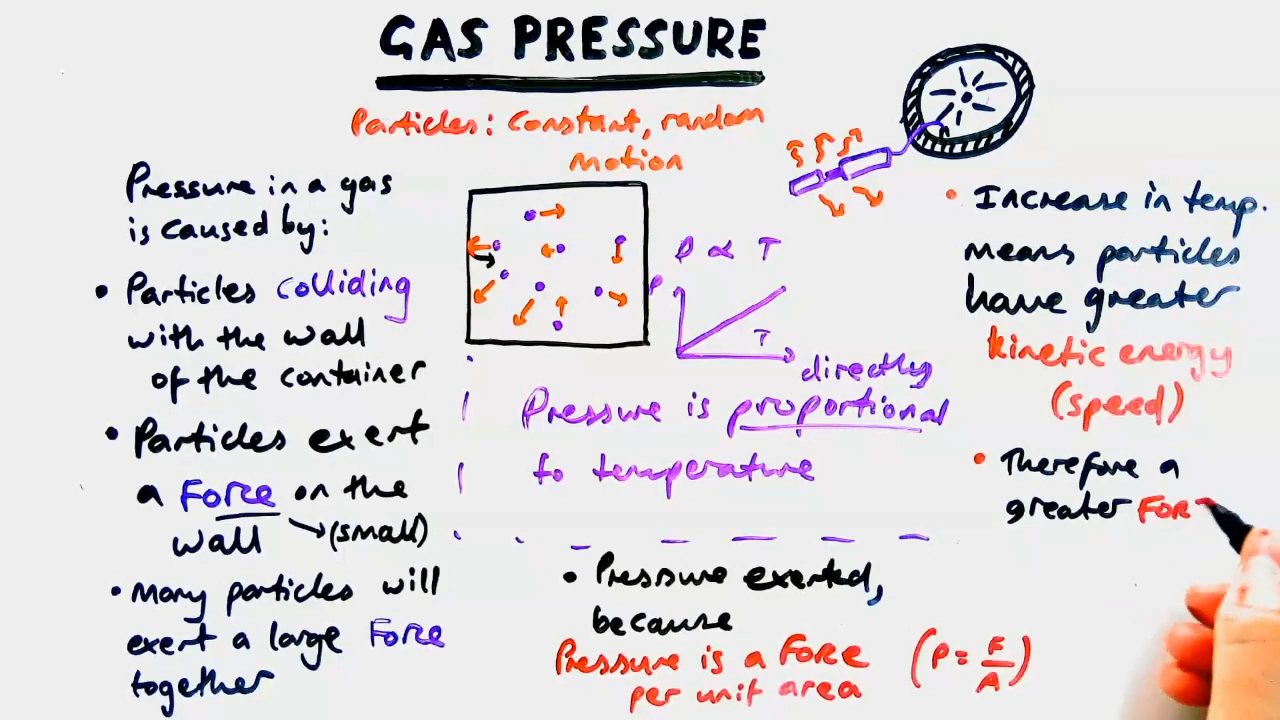 GAS PRESSURE
Particles: Constant, random
motion
Pressure in a gas
is caused by:
• Particles colliding
with the wall
of the container
• Particles exert
a Force on the
wall → (small)
• Many particles will
exert a large Force
together
P ∝ T
P
T
directly
Pressure is proportional
to temperature
• Pressure exerted,
because
Pressure is a Force
per unit area (P = F/A)
• Increase in temp.
means particles
have greater
kinetic energy
(speed)
• Therefore a
greater FOR